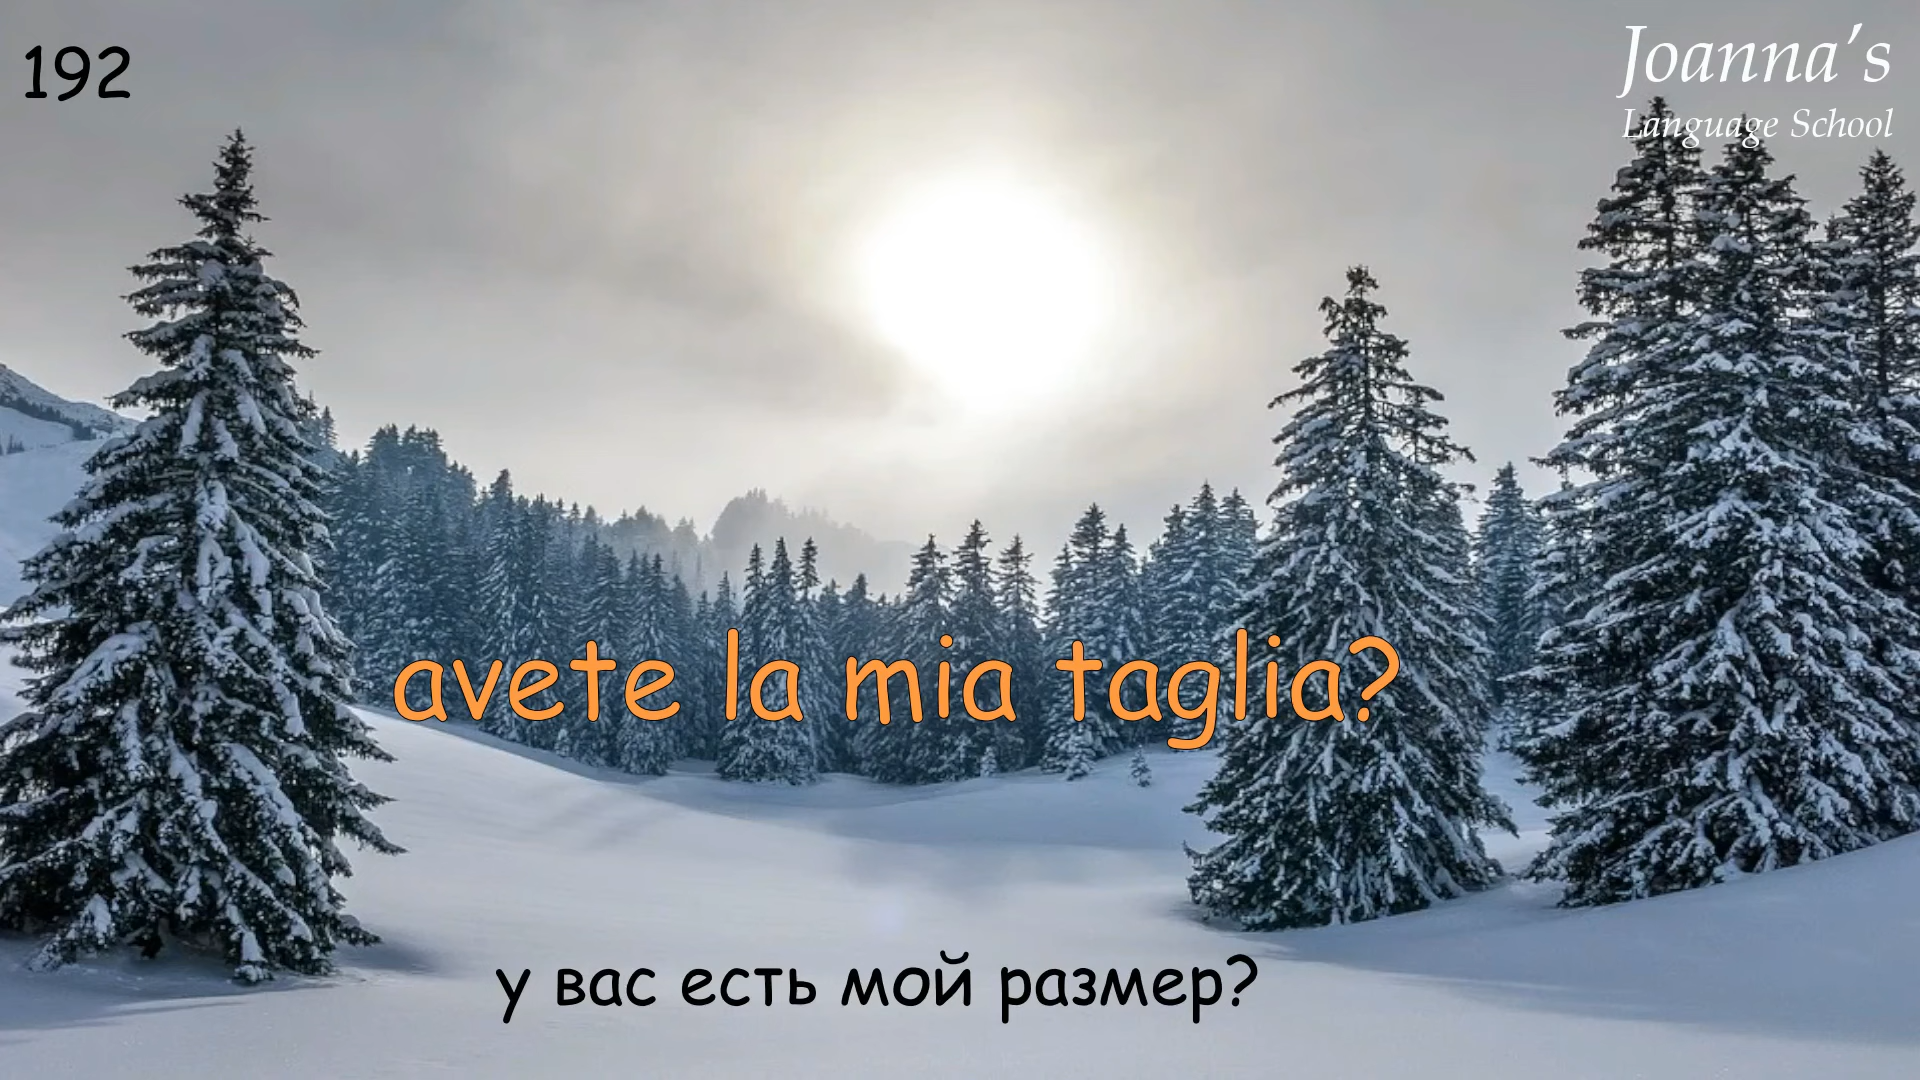 192
Joanna's
Language School
avete la mia taglia?
у вас есть мой размер?